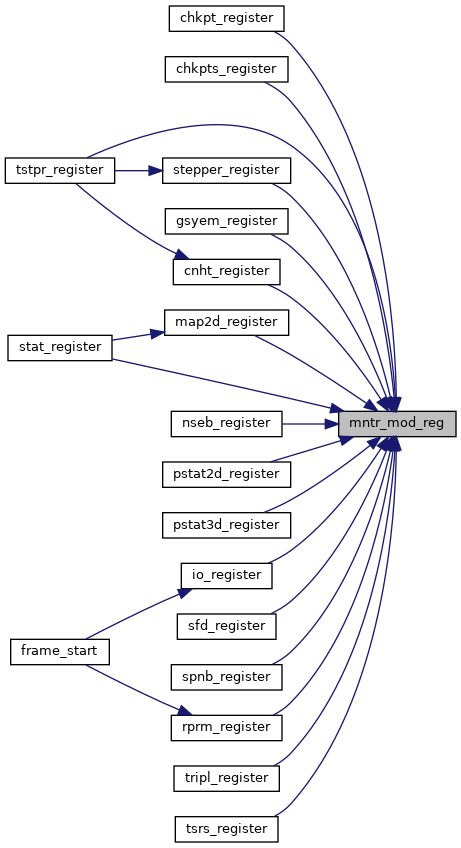 chkpt_register
chkpts_register
tstpr_register
stepper_register
gsyem_register
cnht_register
map2d_register
stat_register
nseb_register
mntr_mod_reg
pstat2d_register
pstat3d_register
io_register
sfd_register
frame_start
spnb_register
rprm_register
tripl_register
tsrs_register